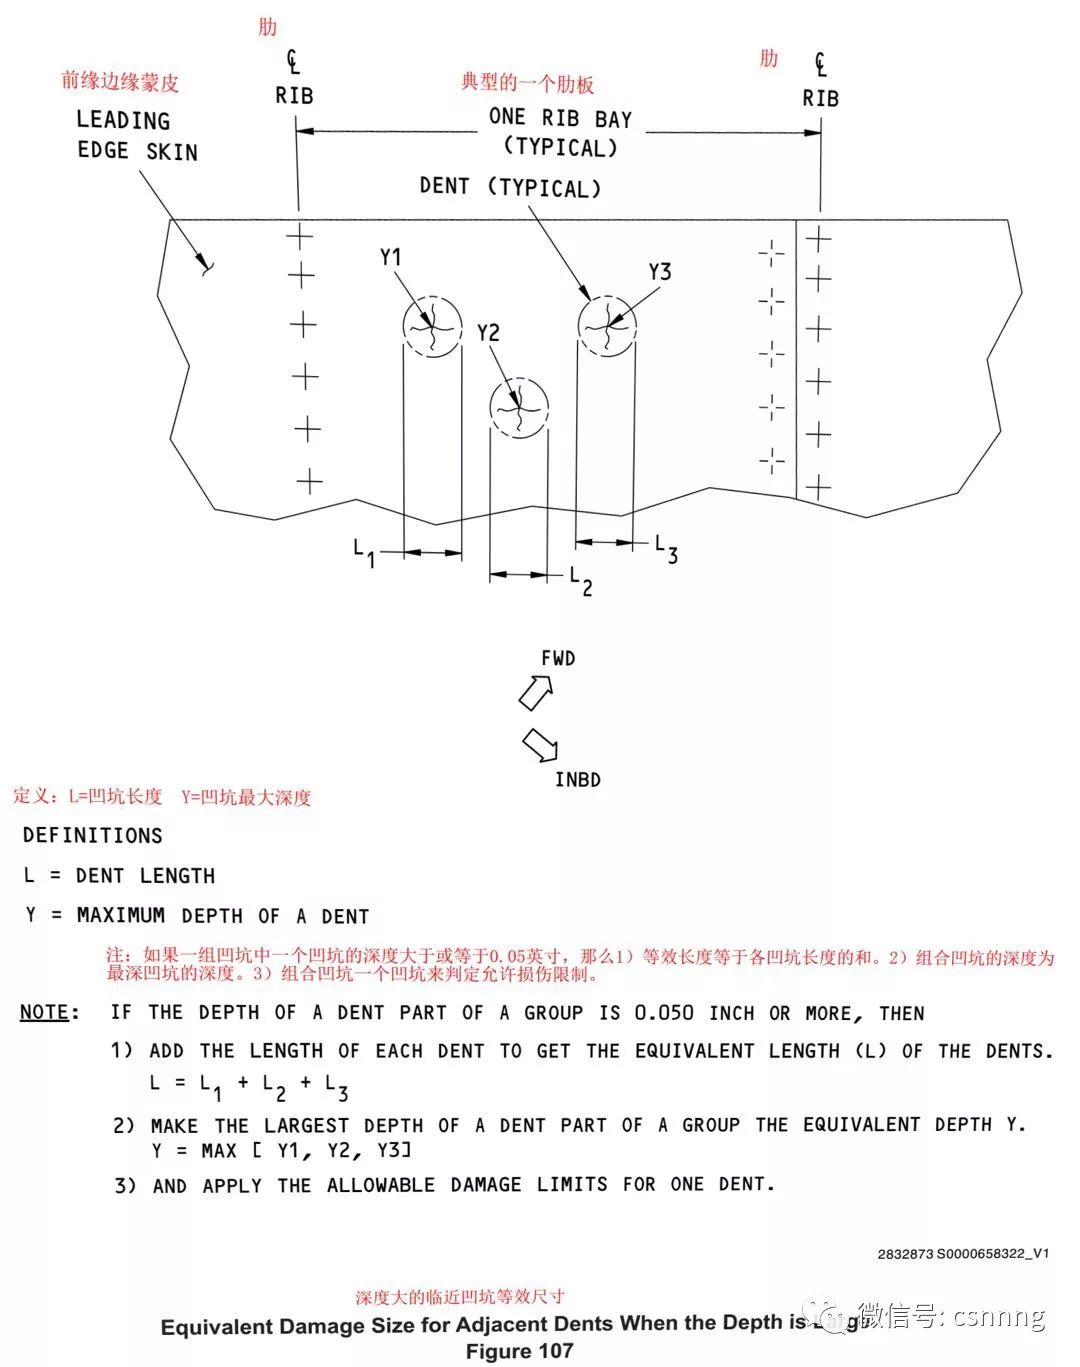 肋
℄
RIB
前缘边缘蒙皮
LEADING
EDGE SKIN
典型的一个肋板
ONE RIB BAY
(TYPICAL)
肋
℄
RIB
DENT (TYPICAL)
Y1
Y2
Y3
L1
L2
L3
FWD
INBD
定义：L=凹坑长度 Y=凹坑最大深度
DEFINITIONS
L = DENT LENGTH
Y = MAXIMUM DEPTH OF A DENT
注：如果一组凹坑中一个凹坑的深度大于或等于0.05英寸，那么1）等效长度等于各凹坑长度的和。2）组合凹坑的深度为
最深凹坑的深度。3）组合凹坑一个凹坑来判定允许损伤限制。
NOTE: IF THE DEPTH OF A DENT PART OF A GROUP IS 0.050 INCH OR MORE, THEN
1) ADD THE LENGTH OF EACH DENT TO GET THE EQUIVALENT LENGTH (L) OF THE DENTS.
L = L1 + L2 + L3
2) MAKE THE LARGEST DEPTH OF A DENT PART OF A GROUP THE EQUIVALENT DEPTH Y.
Y = MAX [ Y1, Y2, Y3]
3) AND APPLY THE ALLOWABLE DAMAGE LIMITS FOR ONE DENT.
2832873 S0000658322_V1
深度大的临近凹坑等效尺寸
微信号: csnnng
Equivalent Damage Size for Adjacent Dents When the Depth is Large
Figure 107